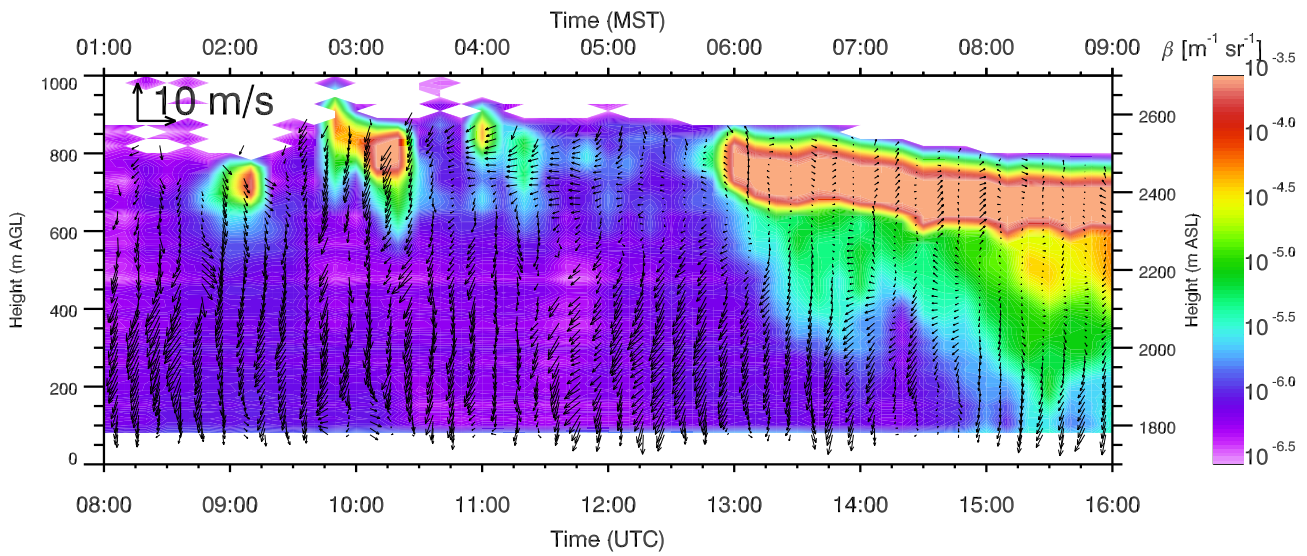 Time (MST)
01:00 02:00 03:00 04:00 05:00 06:00 07:00 08:00 09:00
β [m⁻¹ sr⁻¹]
10 m/s
1000
800
600
400
200
0
Height (m AGL)
2600
2400
2200
2000
1800
Height (m ASL)
10⁻³·⁵
10⁻⁴·⁰
10⁻⁴·⁵
10⁻⁵·⁰
10⁻⁵·⁵
10⁻⁶·⁰
10⁻⁶·⁵
08:00 09:00 10:00 11:00 12:00 13:00 14:00 15:00 16:00
Time (UTC)